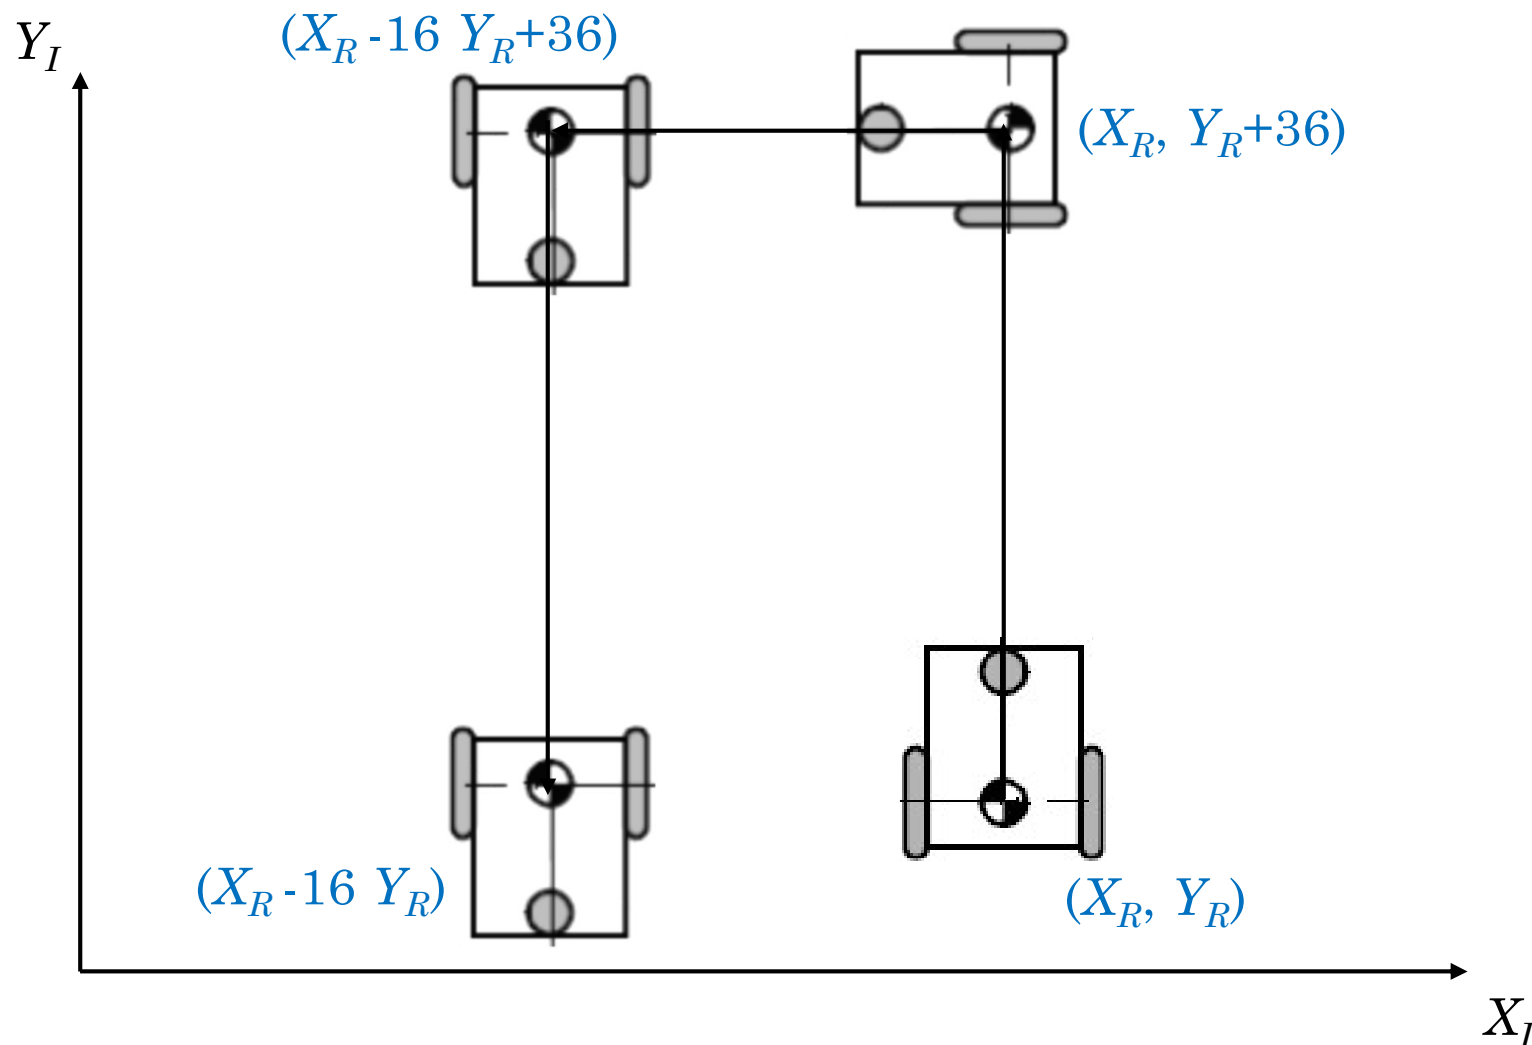 Y_I
(X_R -16 Y_R+36)
(X_R, Y_R+36)
(X_R -16 Y_R)
(X_R, Y_R)
X_I